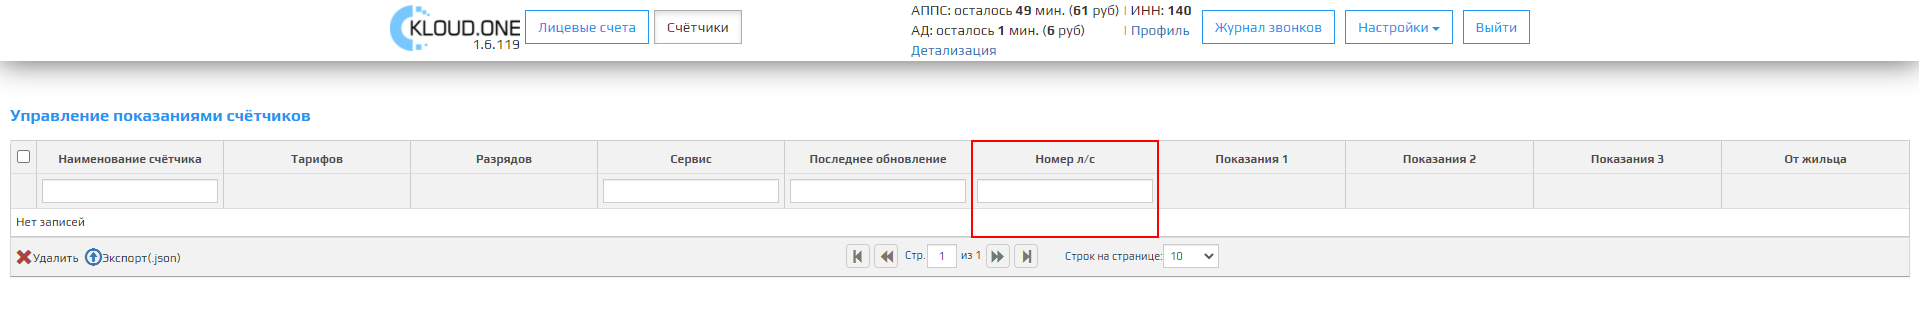 KLOUD.ONE
1.6.119
Лицевые счета
Счётчики
АППС: осталось 49 мин. (61 руб) | ИНН: 140
АД: осталось 1 мин. (6 руб) | Профиль
Детализация
Журнал звонков
Настройки
Выйти
Управление показаниями счётчиков
Наименование счётчика Тарифов Разрядов Сервис Последнее обновление Номер л/с Показания 1 Показания 2 Показания 3 От жильца
Нет записей
Удалить Экспорт(.json) Стр. 1 из 1 Строк на странице: 10